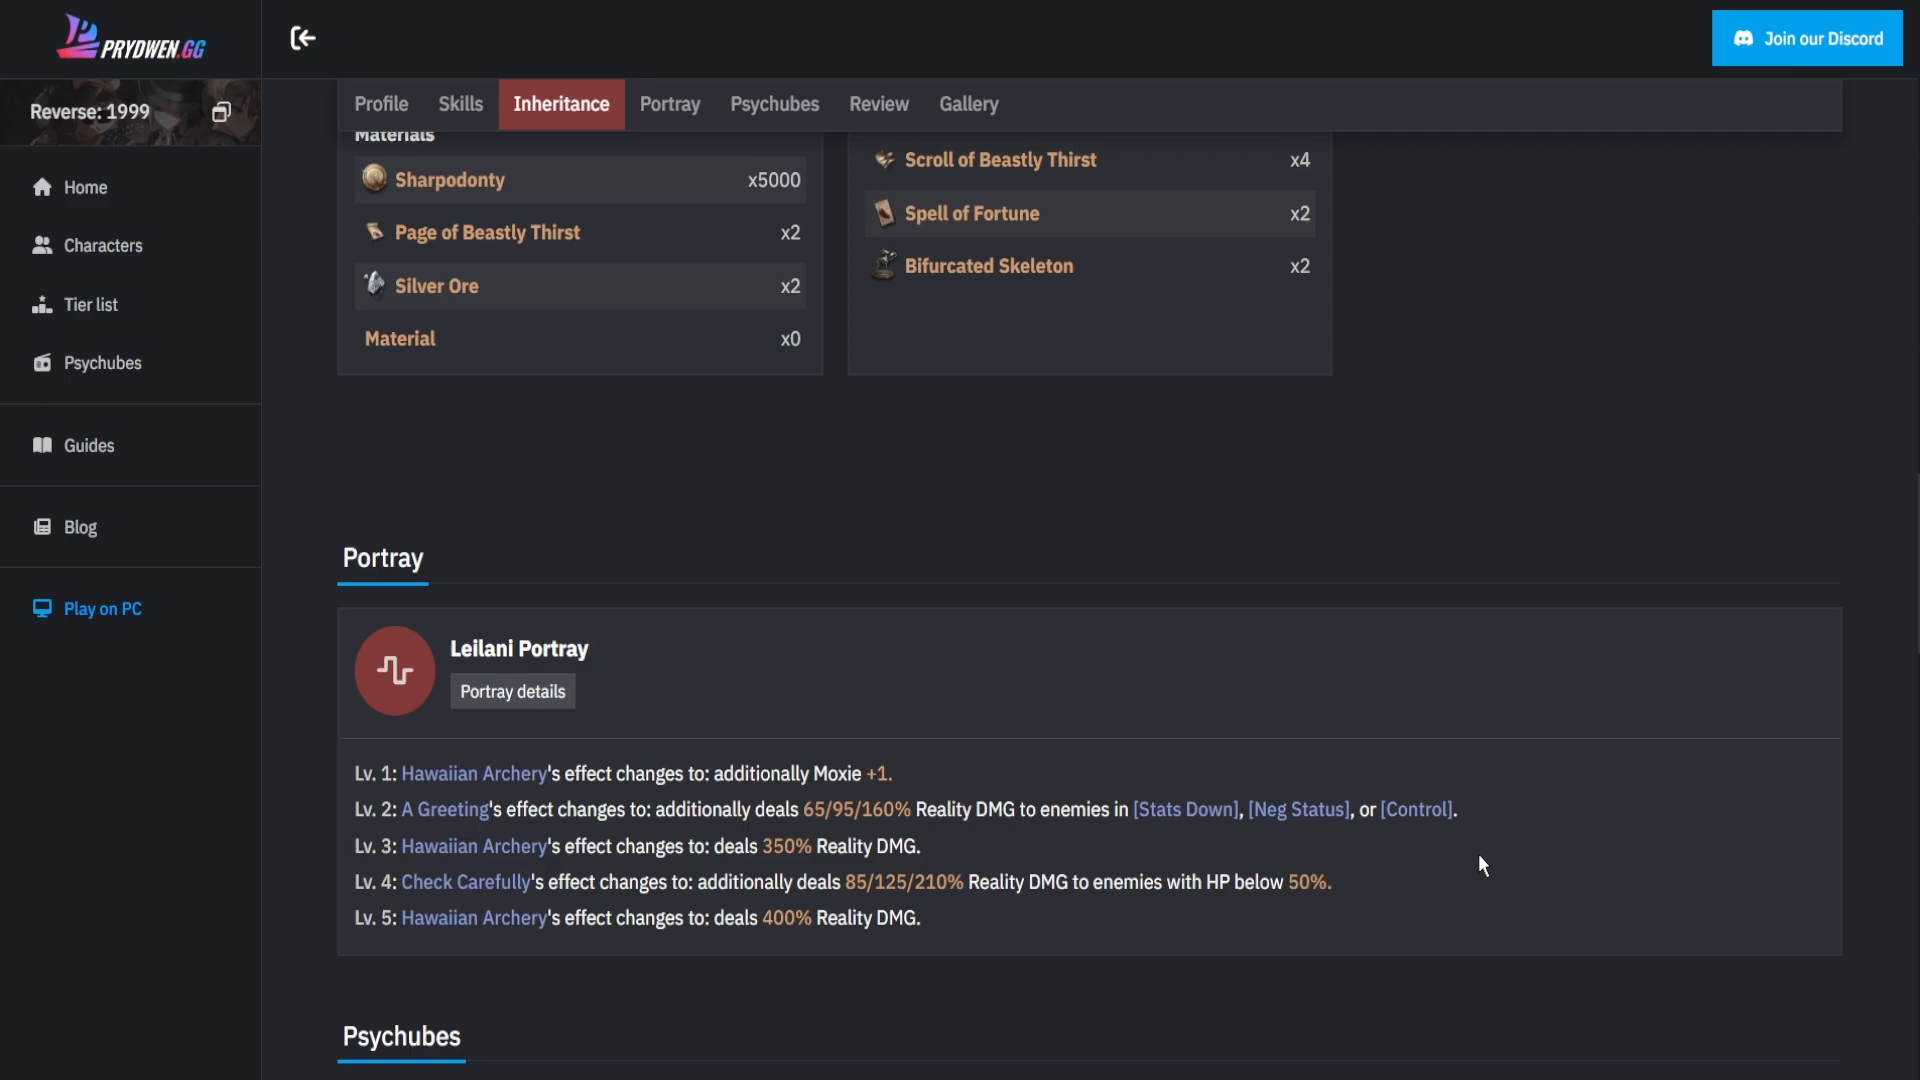 PRYDWEN.GG
Join our Discord
Reverse: 1999
Profile Skills Inheritance Portray Psychubes Review Gallery
Home
Characters
Tier list
Psychubes
Guides
Blog
Play on PC
Materials
Sharpodonty x5000
Page of Beastly Thirst x2
Silver Ore x2
Material x0
Scroll of Beastly Thirst x4
Spell of Fortune x2
Bifurcated Skeleton x2
Portray
Leilani Portray
Portray details
Lv. 1: Hawaiian Archery's effect changes to: additionally Moxie +1.
Lv. 2: A Greeting's effect changes to: additionally deals 65/95/160% Reality DMG to enemies in [Stats Down], [Neg Status], or [Control].
Lv. 3: Hawaiian Archery's effect changes to: deals 350% Reality DMG.
Lv. 4: Check Carefully's effect changes to: additionally deals 85/125/210% Reality DMG to enemies with HP below 50%.
Lv. 5: Hawaiian Archery's effect changes to: deals 400% Reality DMG.
Psychubes